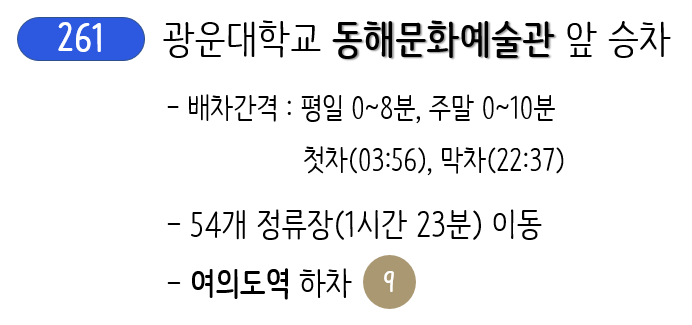 261 광운대학교 동해문화예술관 앞 승차
- 배차간격 : 평일 0~8분, 주말 0~10분
첫차(03:56), 막차(22:37)
- 54개 정류장(1시간 23분) 이동
- 여의도역 하차 9